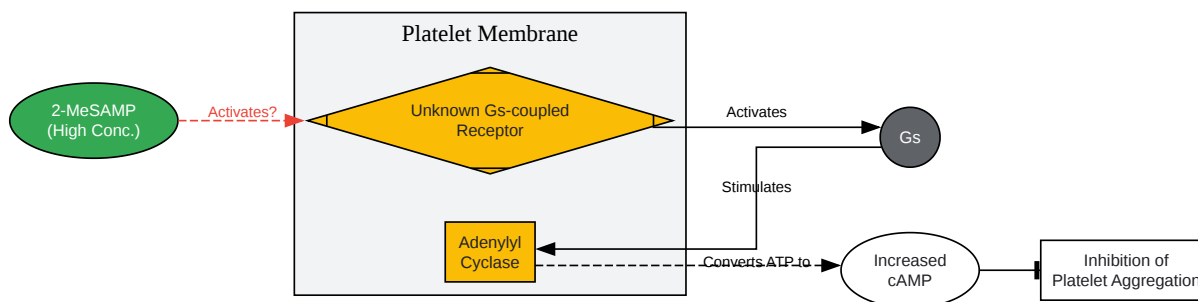 Platelet Membrane
2-MeSAMP
(High Conc.)
Activates?
Unknown Gs-coupled
Receptor
Activates
Gs
Stimulates
Adenylyl
Cyclase
Converts ATP to
Increased
cAMP
Inhibition of
Platelet Aggregation